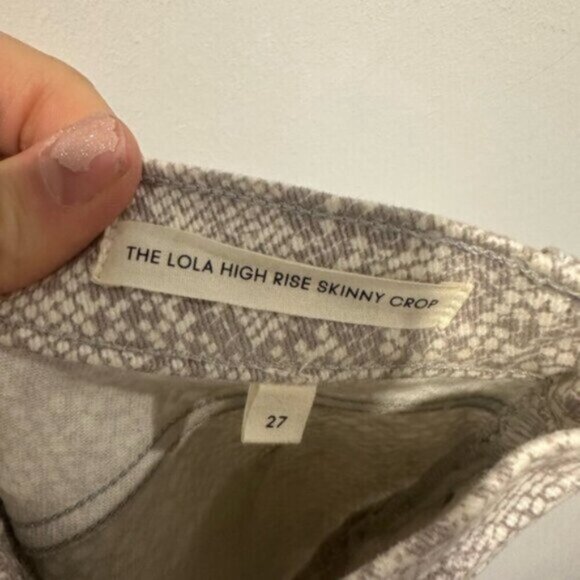 THE LOLA HIGH RISE SKINNY CROP
27